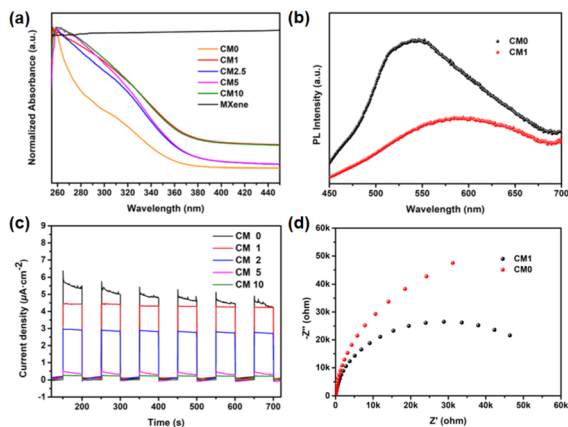 (a)
Normalized Absorbance (a.u.)
CM0
CM1
CM2.5
CM5
CM10
MXene
260 280 300 320 340 360 380 400 420 440
Wavelength (nm)
(b)
PL Intensity (a.u.)
CM0
CM1
450 500 550 600 650 700
Wavelength (nm)
(c)
Current density (μA·cm⁻²)
9
8
7
6
5
4
3
2
1
0
-1
CM 0
CM 1
CM 2
CM 5
CM 10
200 300 400 500 600 700
Time (s)
(d)
-Z'' (ohm)
60k
50k
40k
30k
20k
10k
0
CM1
CM0
0 10k 20k 30k 40k 50k 60k
Z' (ohm)